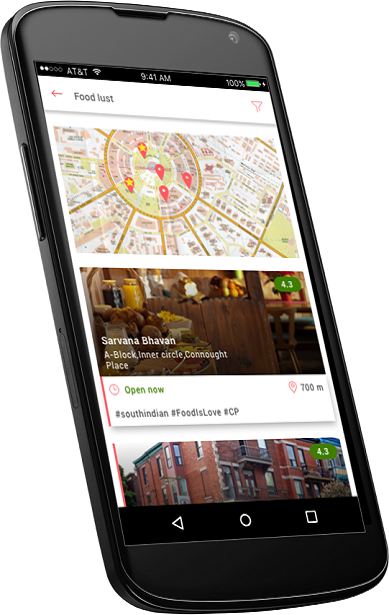 AT&T
9:41 AM
100%
Food lust
4.3
Sarvana Bhavan
A-Block,Inner circle,Connought
Place
Open now
700 m
#southindian #FoodIsLove #CP
4.3